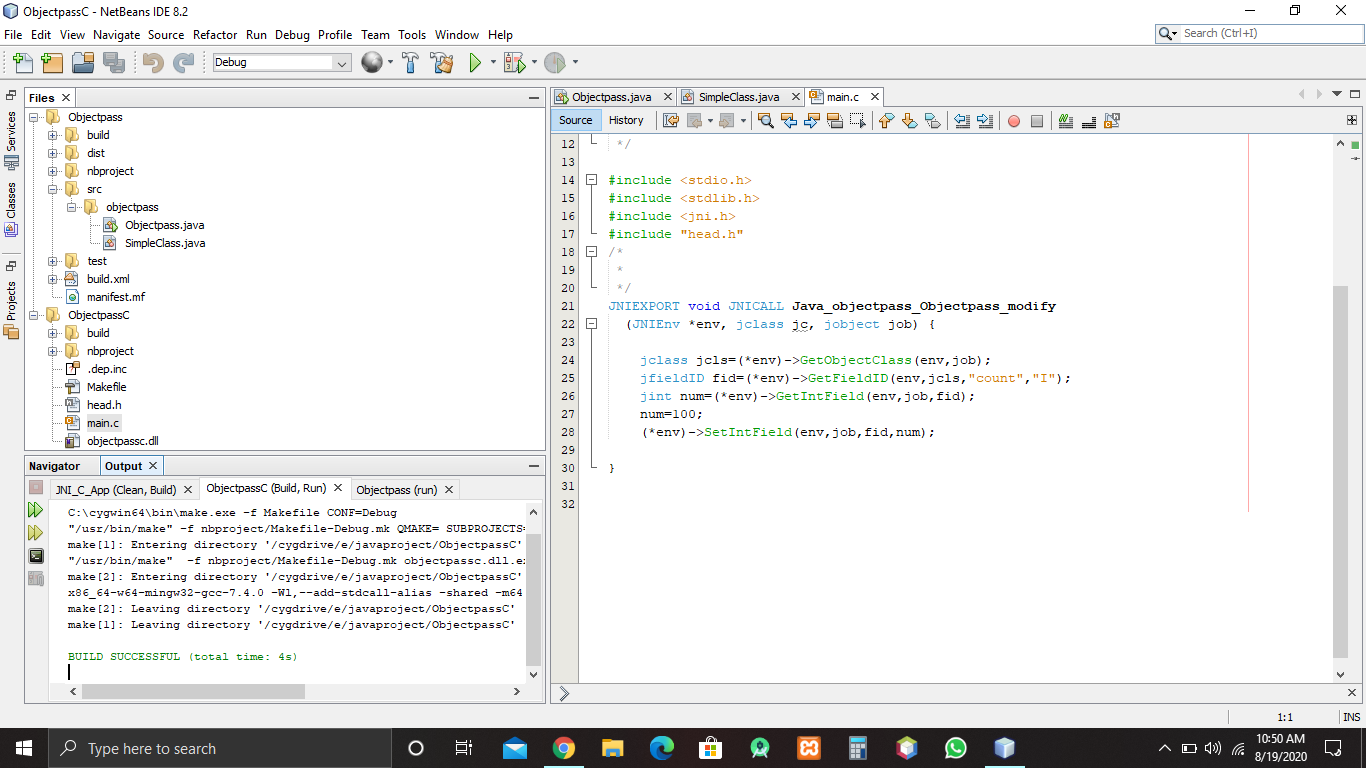 ObjectpassC - NetBeans IDE 8.2
File Edit View Navigate Source Refactor Run Debug Profile Team Tools Window Help
Search (Ctrl+I)
Debug
Services
Classes
Projects
Files
Objectpass
build
dist
nbproject
src
objectpass
Objectpass.java
SimpleClass.java
test
build.xml
manifest.mf
ObjectpassC
build
nbproject
.dep.inc
Makefile
head.h
main.c
objectpassc.dll
Navigator Output
JNI_C_App (Clean, Build) ObjectpassC (Build, Run) Objectpass (run)
C:\cygwin64\bin\make.exe -f Makefile CONF=Debug
"/usr/bin/make" -f nbproject/Makefile-Debug.mk QMAKE= SUBPROJECTS=
make[1]: Entering directory '/cygdrive/e/javaproject/ObjectpassC'
"/usr/bin/make"  -f nbproject/Makefile-Debug.mk objectpassc.dll.ex
make[2]: Entering directory '/cygdrive/e/javaproject/ObjectpassC'
x86_64-w64-mingw32-gcc-7.4.0 -Wl,--add-stdcall-alias -shared -m64
make[2]: Leaving directory '/cygdrive/e/javaproject/ObjectpassC'
make[1]: Leaving directory '/cygdrive/e/javaproject/ObjectpassC'
BUILD SUCCESSFUL (total time: 4s)
Objectpass.java SimpleClass.java main.c
Source History
12 */
13
14 #include <stdio.h>
15 #include <stdlib.h>
16 #include <jni.h>
17 #include "head.h"
18 /*
19 *
20 */
21 JNIEXPORT void JNICALL Java_objectpass_Objectpass_modify
22 (JNIEnv *env, jclass jc, jobject job) {
23
24 jclass jcls=(*env)->GetObjectClass(env,job);
25 jfieldID fid=(*env)->GetFieldID(env,jcls,"count","I");
26 jint num=(*env)->GetIntField(env,job,fid);
27 num=100;
28 (*env)->SetIntField(env,job,fid,num);
29
30 }
31
32
1:1 INS
Type here to search
10:50 AM
8/19/2020